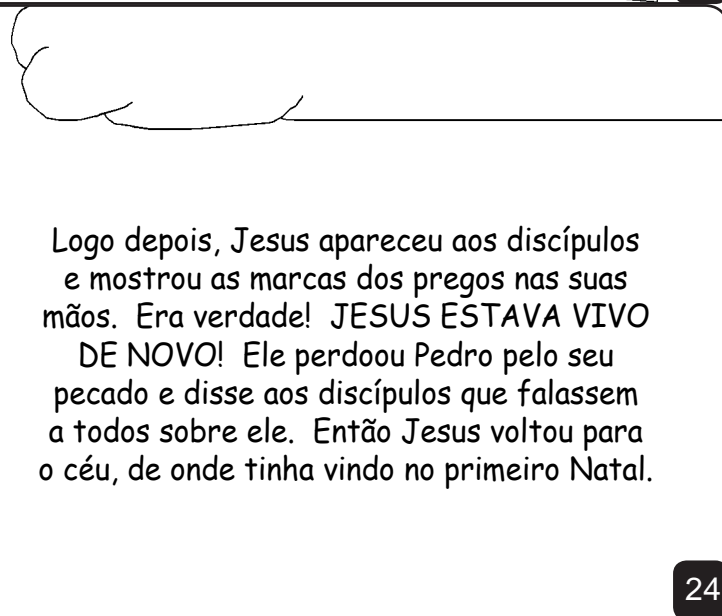 Logo depois, Jesus apareceu aos discípulos
e mostrou as marcas dos pregos nas suas
mãos.  Era verdade!  JESUS ESTAVA VIVO
DE NOVO!  Ele perdoou Pedro pelo seu
pecado e disse aos discípulos que falassem
a todos sobre ele.  Então Jesus voltou para
o céu, de onde tinha vindo no primeiro Natal.
24